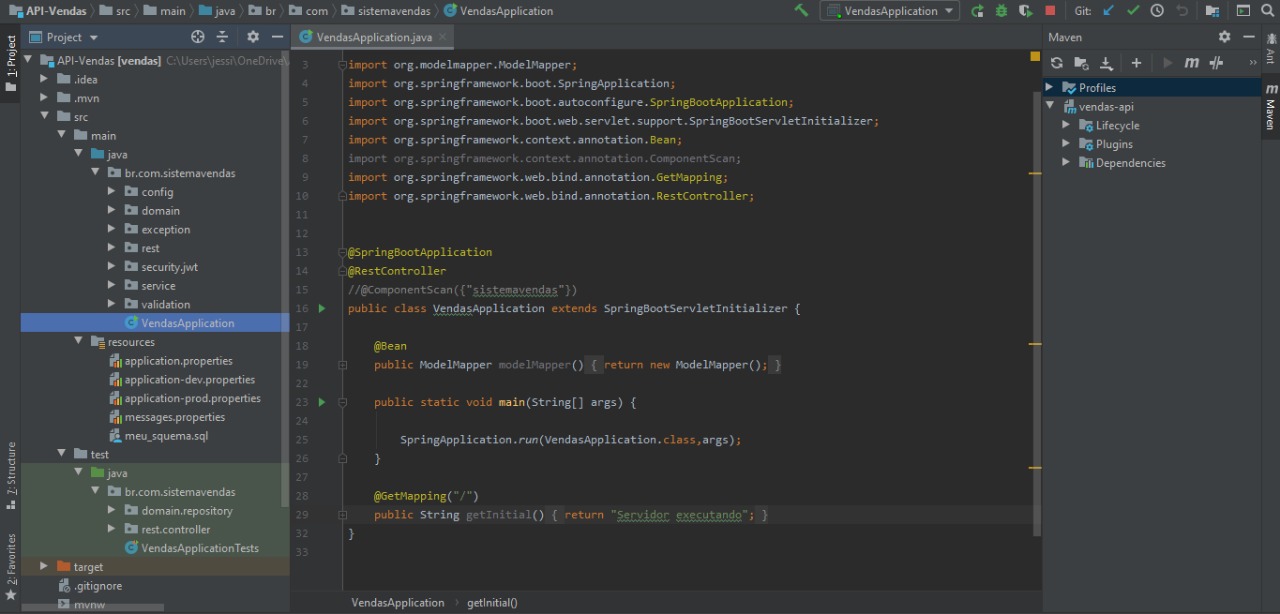 API-Vendas src main java br com sistemavendas VendasApplication VendasApplication Git:
Project VendasApplication.java Maven
1: Project
7: Structure
2: Favorites
API-Vendas [vendas] C:\Users\jessi\OneDrive\
.idea
.mvn
src
main
java
br.com.sistemavendas
config
domain
exception
rest
security.jwt
service
validation
VendasApplication
resources
application.properties
application-dev.properties
application-prod.properties
messages.properties
meu_squema.sql
test
java
br.com.sistemavendas
domain.repository
rest.controller
VendasApplicationTests
target
.gitignore
mvnw
3 import org.modelmapper.ModelMapper;
4 import org.springframework.boot.SpringApplication;
5 import org.springframework.boot.autoconfigure.SpringBootApplication;
6 import org.springframework.boot.web.servlet.support.SpringBootServletInitializer;
7 import org.springframework.context.annotation.Bean;
8 import org.springframework.context.annotation.ComponentScan;
9 import org.springframework.web.bind.annotation.GetMapping;
10 import org.springframework.web.bind.annotation.RestController;
11
12
13 @SpringBootApplication
14 @RestController
15 //@ComponentScan({"sistemavendas"})
16 public class VendasApplication extends SpringBootServletInitializer {
17
18 @Bean
19 public ModelMapper modelMapper() { return new ModelMapper(); }
22
23 public static void main(String[] args) {
24
25 SpringApplication.run(VendasApplication.class,args);
26 }
27
28 @GetMapping("/")
29 public String getInitial() { return "Servidor executando"; }
32 }
33
VendasApplication › getInitial()
m »
Profiles
vendas-api
Lifecycle
Plugins
Dependencies
Ant
m Maven